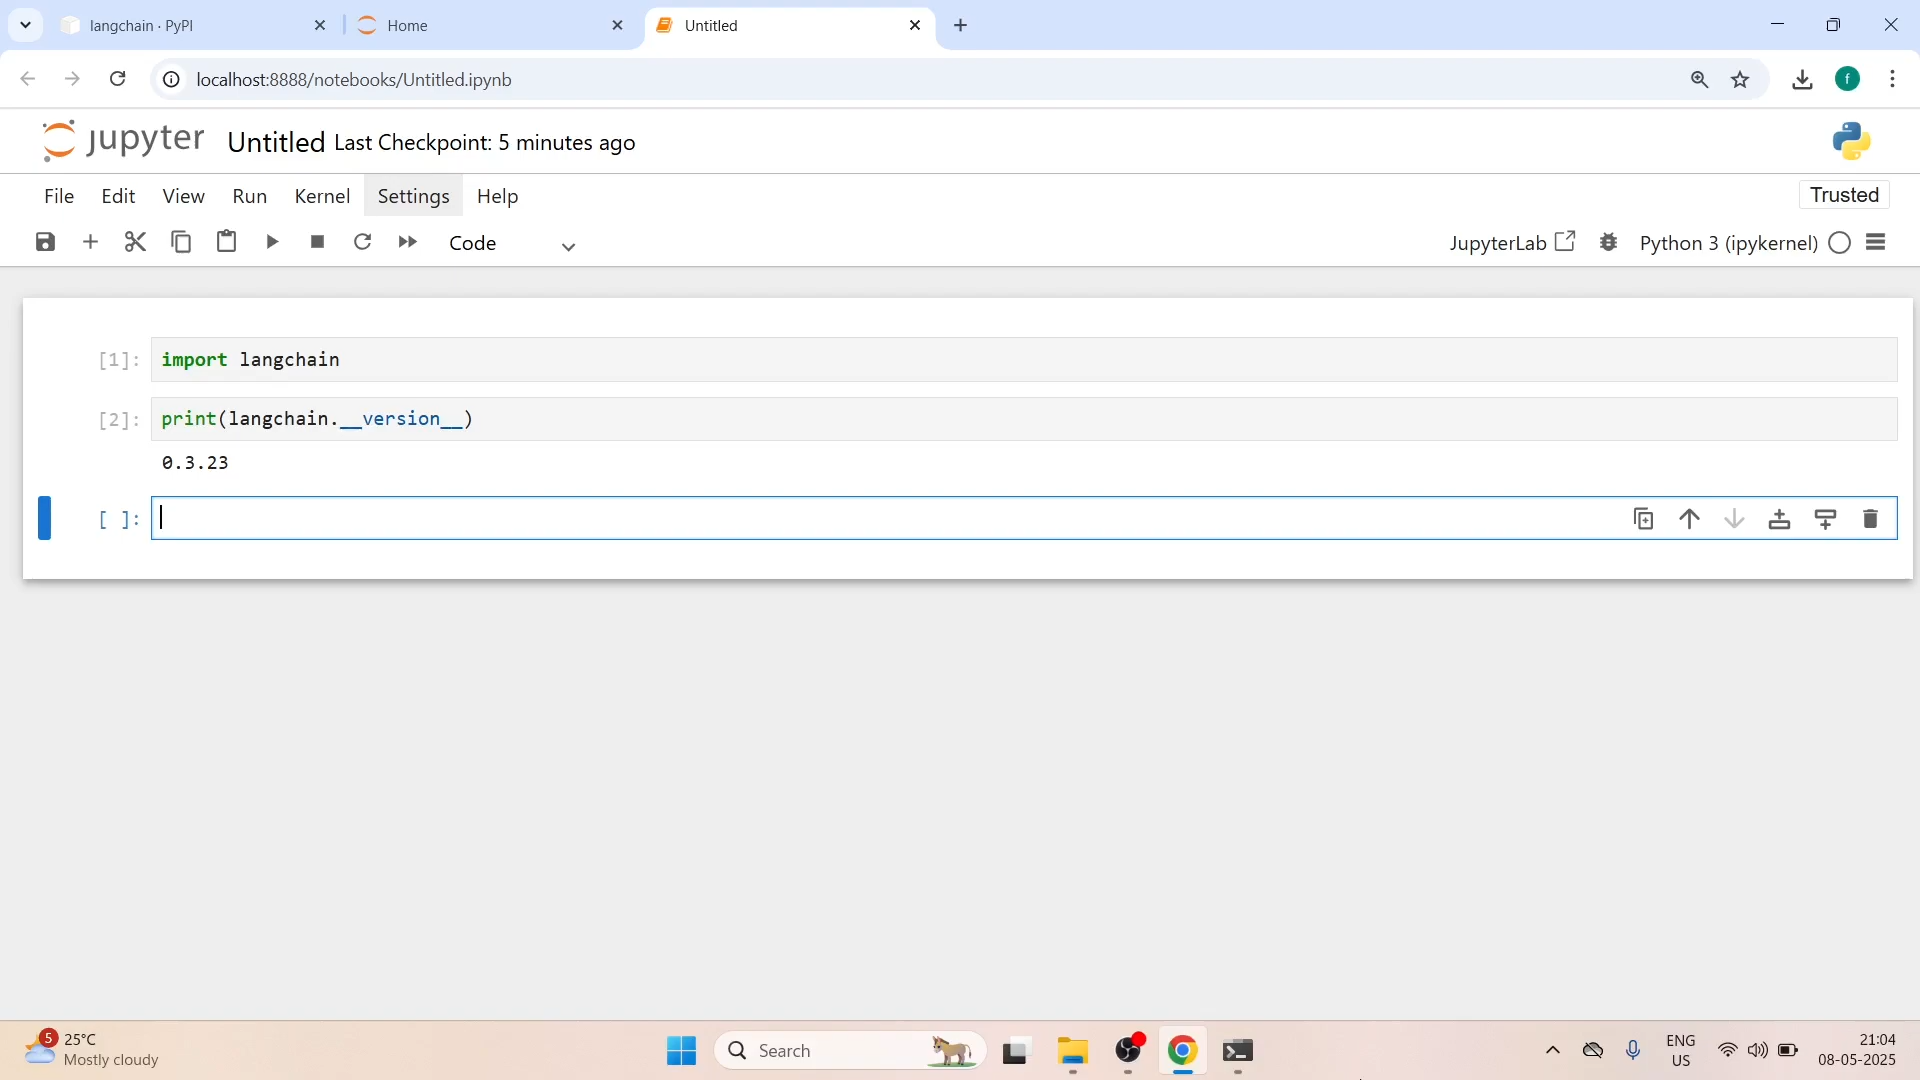 langchain · PyPI
Home
Untitled
localhost:8888/notebooks/Untitled.ipynb
f
jupyter
Untitled Last Checkpoint: 5 minutes ago
File Edit View Run Kernel Settings Help
Trusted
Code
JupyterLab
Python 3 (ipykernel)
[1]: import langchain
[2]: print(langchain.__version__)
0.3.23
[ ]:
5
25°C
Mostly cloudy
Search
ENG
US
21:04
08-05-2025